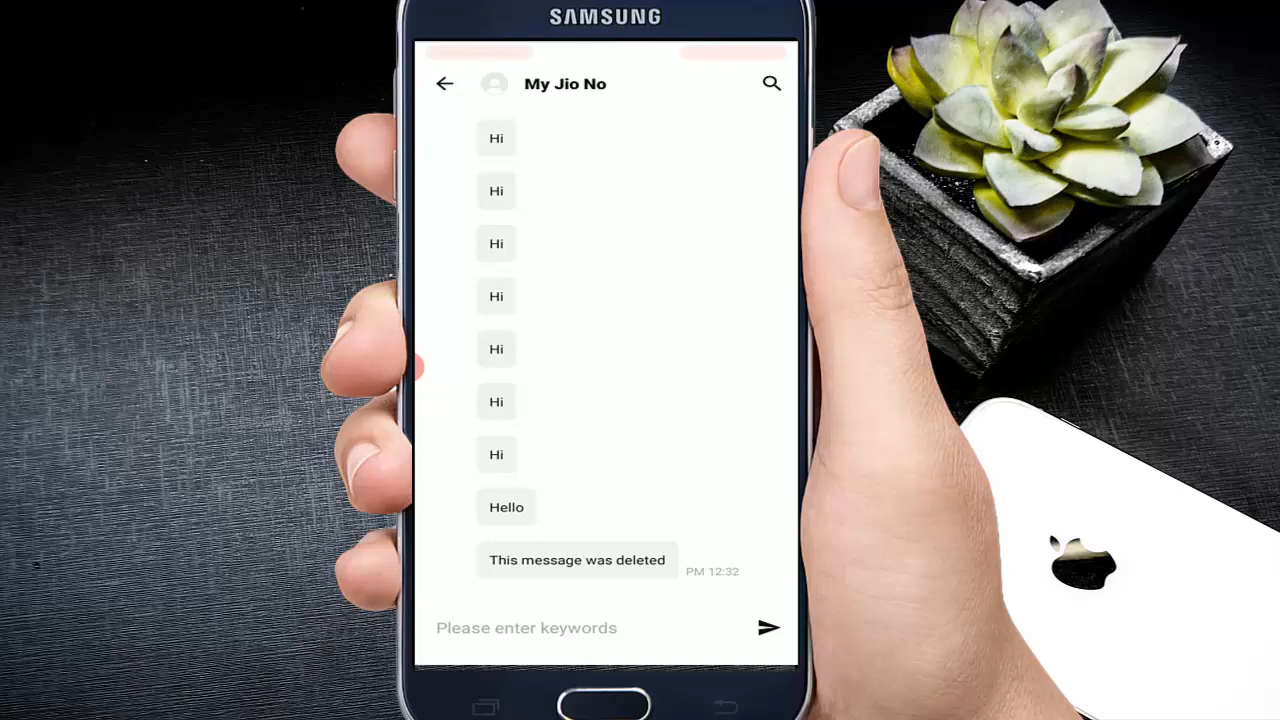 SAMSUNG
My Jio No
Hi
Hi
Hi
Hi
Hi
Hi
Hi
Hello
This message was deleted
PM 12:32
Please enter keywords